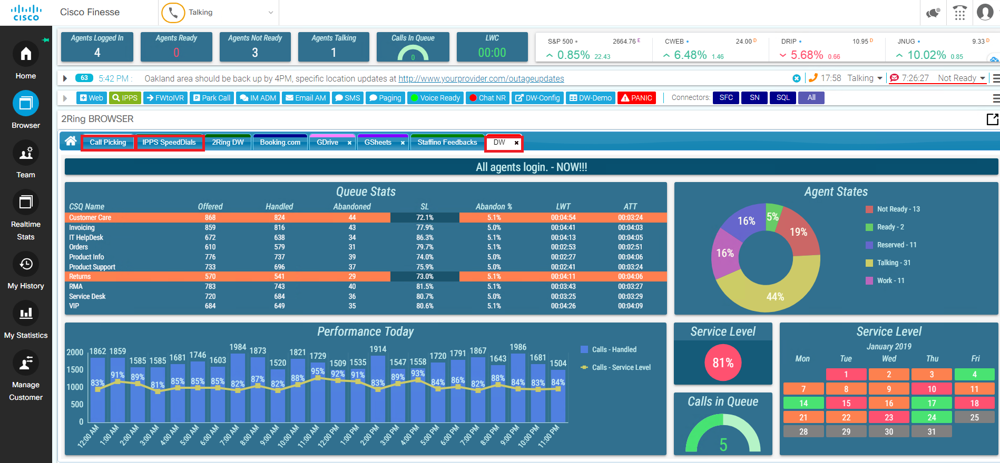 CISCO
Cisco Finesse
Talking
Home
Browser
Team
Realtime
Stats
My History
My Statistics
Manage
Customer
Agents Logged In
4
Agents Ready
0
Agents Not Ready
3
Agents Talking
1
Calls In Queue
0
LWC
00:00
S&P 500 2664.76 E
0.85% 22.43
CWEB 24.00 D
6.48% 1.46
DRIP 10.95 D
5.68% 0.66
JNUG 9.33 D
10.02% 0.85
63 5:42 PM : Oakland area should be back up by 4PM, specific location updates at http://www.yourprovider.com/outageupdates 17:58 Talking 7:26:27 Not Ready
Web IPPS FWtoIVR Park Call IM ADM Email AM SMS Paging Voice Ready Chat NR DW-Config DW-Demo PANIC Connectors: SFC SN SQL All
2Ring BROWSER
Call Picking IPPS SpeedDials 2Ring DW Booking.com GDrive GSheets Staffino Feedbacks DW
All agents login. - NOW!!!
Queue Stats
CSQ Name Offered Handled Abandoned SL Abandon % LWT ATT
Customer Care 868 824 44 72.1% 5.1% 00:04:54 00:03:24
Invoicing 859 816 43 77.9% 5.0% 00:04:41 00:04:03
IT HelpDesk 672 638 34 86.3% 5.1% 00:04:13 00:04:05
Orders 610 579 31 79.7% 5.1% 00:02:53 00:02:51
Product Info 776 737 39 74.0% 5.0% 00:02:27 00:04:06
Product Support 733 696 37 75.9% 5.0% 00:02:41 00:03:24
Returns 570 541 29 73.0% 5.1% 00:04:11 00:04:06
RMA 783 743 40 81.5% 5.1% 00:03:43 00:03:27
Service Desk 720 684 36 80.7% 5.0% 00:03:25 00:03:29
VIP 684 649 35 80.6% 5.1% 00:04:26 00:04:09
Agent States
5%
19%
44%
16%
16%
Not Ready - 13
Ready - 2
Reserved - 11
Talking - 31
Work - 11
Performance Today
2000
1500
1000
500
0
1862 1859 1585 1585 1681 1746 1603 1984 1873 1520 1821 1729 1509 1535 1914 1547 1558 1720 1791 1867 1643 1986 1681 1504
83% 91% 89% 81% 85% 85% 85% 82% 87% 82% 88% 95% 92% 91% 83% 89% 93% 84% 86% 82% 88% 84% 83% 84%
12:00 AM 1:00 AM 2:00 AM 3:00 AM 4:00 AM 5:00 AM 6:00 AM 7:00 AM 8:00 AM 9:00 AM 10:00 AM 11:00 AM 12:00 PM 1:00 PM 2:00 PM 3:00 PM 4:00 PM 5:00 PM 6:00 PM 7:00 PM 8:00 PM 9:00 PM 10:00 PM 11:00 PM
Calls - Handled
Calls - Service Level
Service Level
81%
Calls in Queue
5
Service Level
January 2019
Mon Tue Wed Thu Fri
1 2 3 4
7 8 9 10 11
14 15 16 17 18
21 22 23 24 25
28 29 30 31